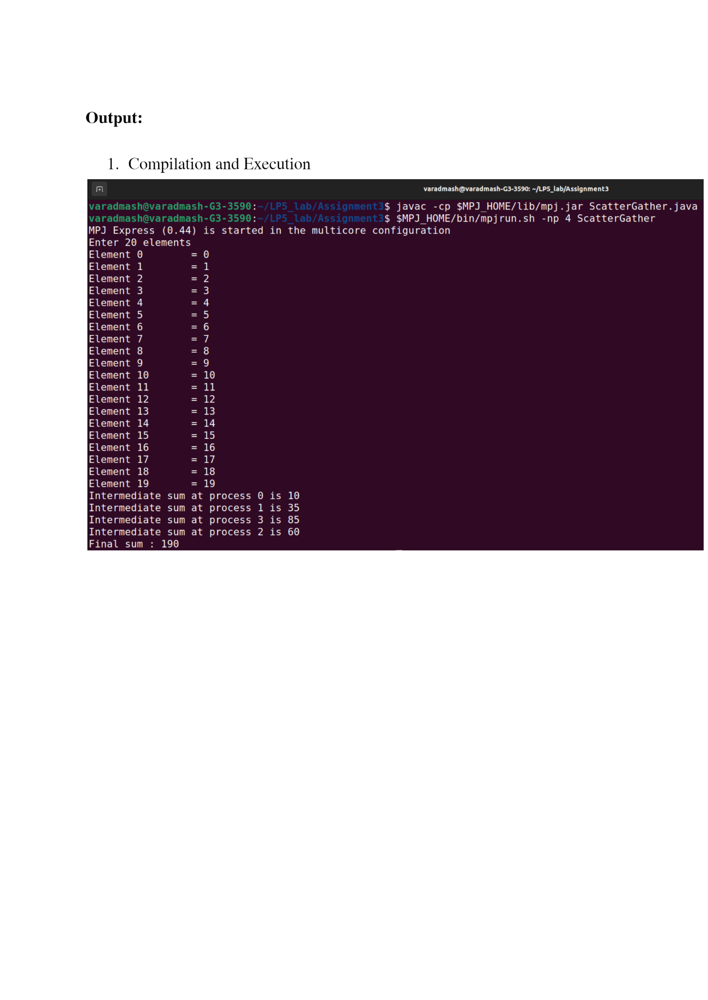 Output:
1. Compilation and Execution
varadmash@varadmash-G3-3590: ~/LP5_lab/Assignment3
varadmash@varadmash-G3-3590:~/LP5_lab/Assignment3$ javac -cp $MPJ_HOME/lib/mpj.jar ScatterGather.java
varadmash@varadmash-G3-3590:~/LP5_lab/Assignment3$ $MPJ_HOME/bin/mpjrun.sh -np 4 ScatterGather
MPJ Express (0.44) is started in the multicore configuration
Enter 20 elements
Element 0 = 0
Element 1 = 1
Element 2 = 2
Element 3 = 3
Element 4 = 4
Element 5 = 5
Element 6 = 6
Element 7 = 7
Element 8 = 8
Element 9 = 9
Element 10 = 10
Element 11 = 11
Element 12 = 12
Element 13 = 13
Element 14 = 14
Element 15 = 15
Element 16 = 16
Element 17 = 17
Element 18 = 18
Element 19 = 19
Intermediate sum at process 0 is 10
Intermediate sum at process 1 is 35
Intermediate sum at process 3 is 85
Intermediate sum at process 2 is 60
Final sum : 190